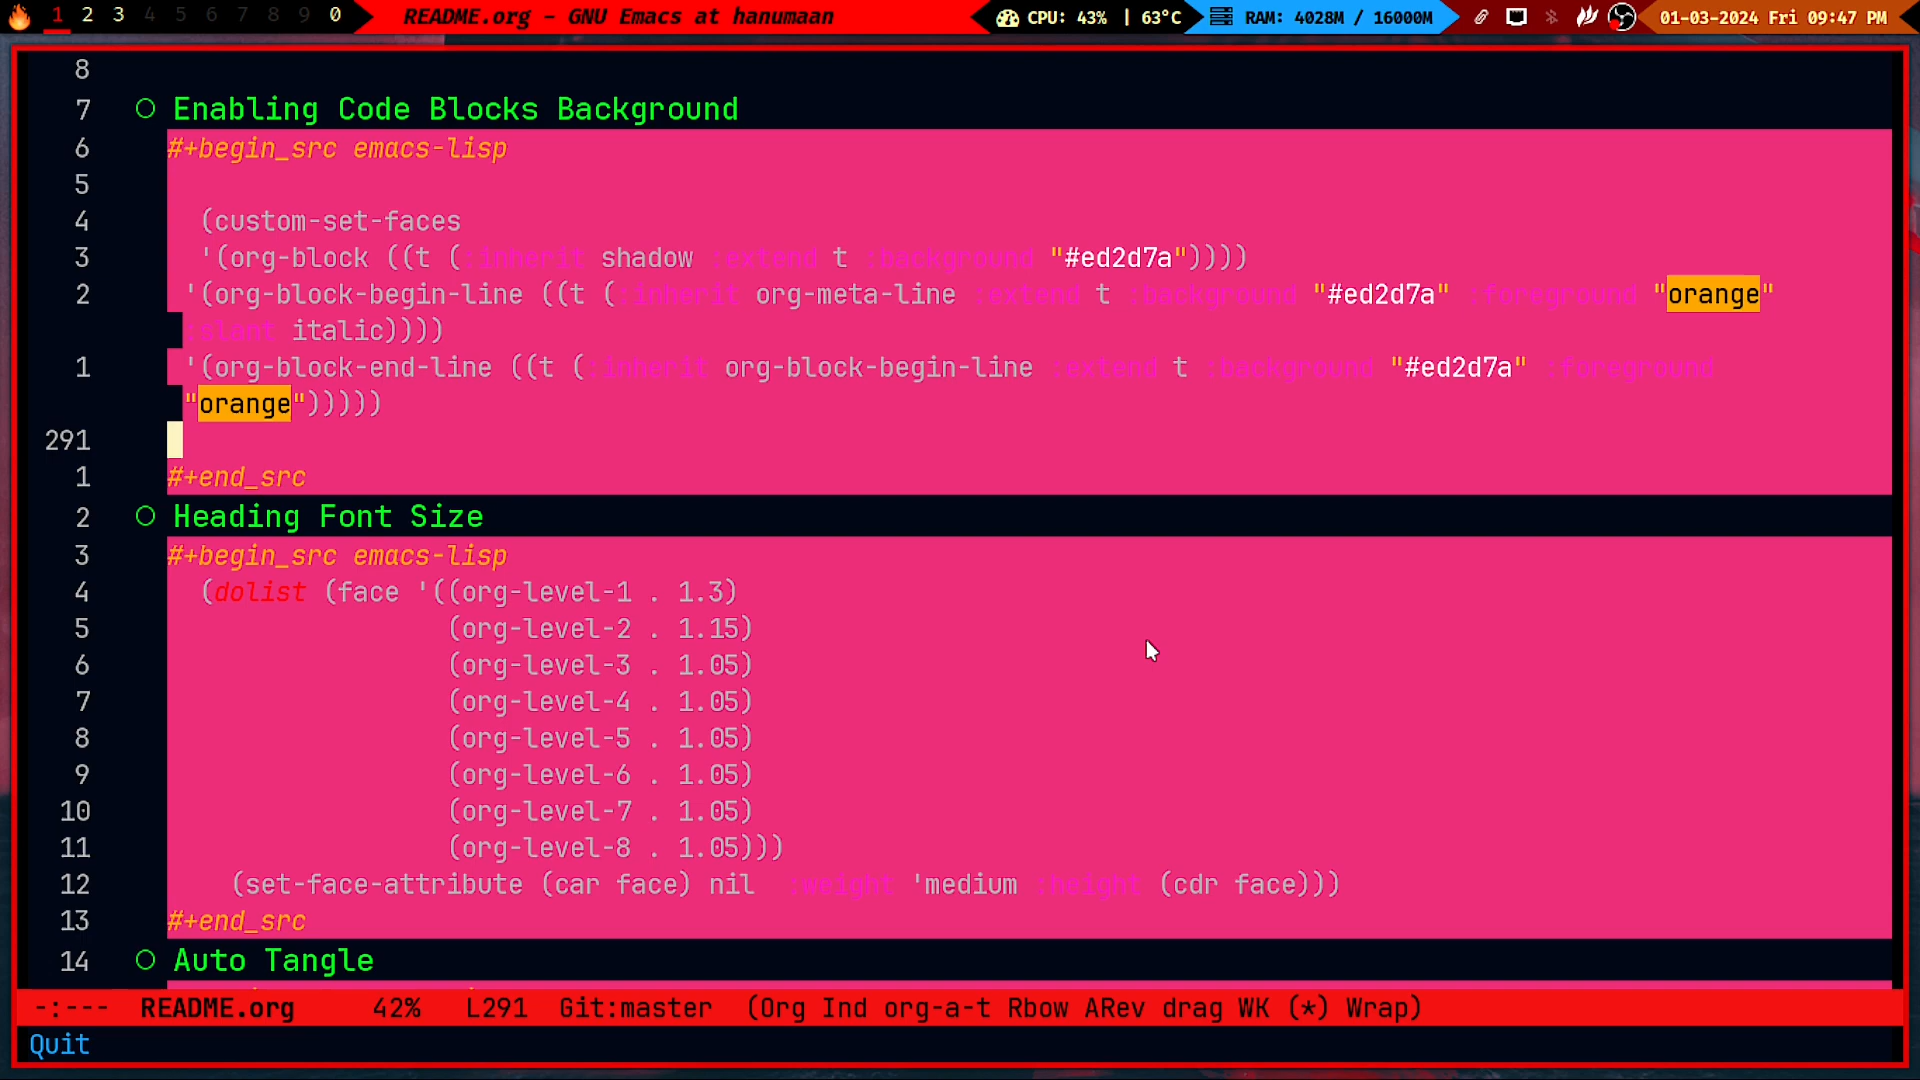 1 2 3 4 5 6 7 8 9 0 README.org - GNU Emacs at hanumaan CPU: 43% | 63°C RAM: 4028M / 16000M 01-03-2024 Fri 09:47 PM
8
7 ○ Enabling Code Blocks Background
6 #+begin_src emacs-lisp
5
4 (custom-set-faces
3 '(org-block ((t (:inherit shadow :extend t :background "#ed2d7a"))))
2 '(org-block-begin-line ((t (:inherit org-meta-line :extend t :background "#ed2d7a" :foreground "orange"
:slant italic))))
1 '(org-block-end-line ((t (:inherit org-block-begin-line :extend t :background "#ed2d7a" :foreground
"orange")))))
291
1 #+end_src
2 ○ Heading Font Size
3 #+begin_src emacs-lisp
4 (dolist (face '((org-level-1 . 1.3)
5 (org-level-2 . 1.15)
6 (org-level-3 . 1.05)
7 (org-level-4 . 1.05)
8 (org-level-5 . 1.05)
9 (org-level-6 . 1.05)
10 (org-level-7 . 1.05)
11 (org-level-8 . 1.05)))
12 (set-face-attribute (car face) nil :weight 'medium :height (cdr face)))
13 #+end_src
14 ○ Auto Tangle
-:--- README.org 42% L291 Git:master (Org Ind org-a-t Rbow ARev drag WK (*) Wrap)
Quit